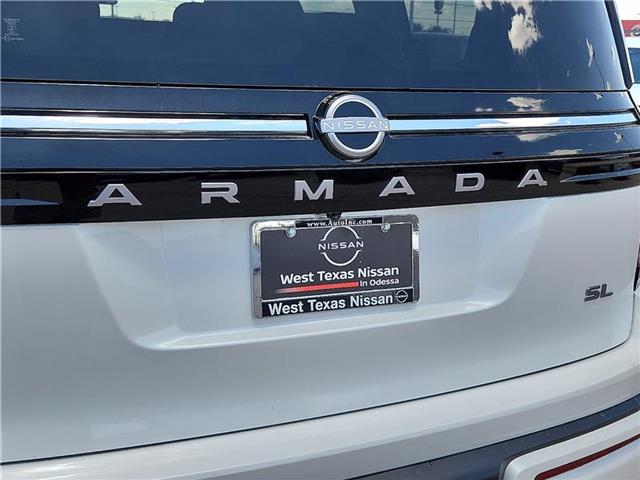 NISSAN
ARMADA
www.AutoInc.com
NISSAN
West Texas Nissan
In Odessa
West Texas Nissan
SL